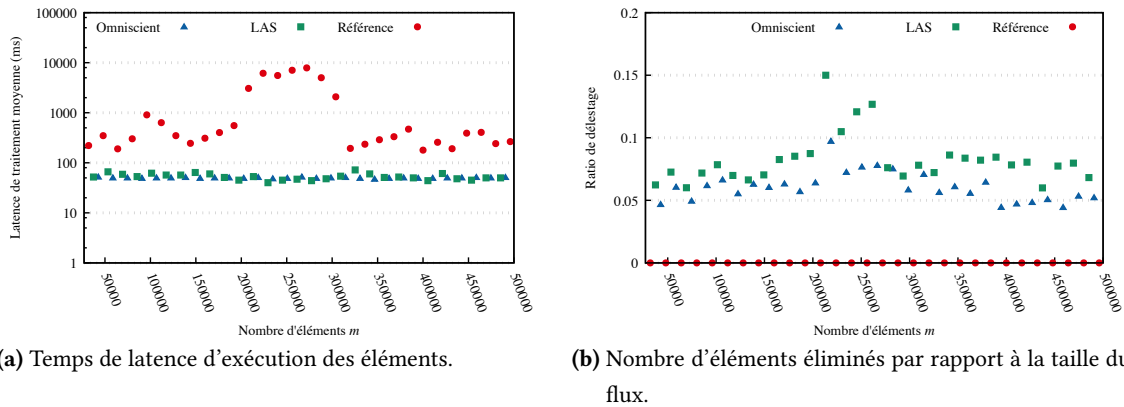 100000
10000
1000
100
10
1
Latence de traitement moyenne (ms)
Omniscient LAS Référence
50000 100000 150000 200000 250000 300000 350000 400000 450000 500000
Nombre d'éléments m
(a) Temps de latence d'exécution des éléments.
0.2
0.15
0.1
0.05
0
Ratio de délestage
Omniscient LAS Référence
50000 100000 150000 200000 250000 300000 350000 400000 450000 500000
Nombre d'éléments m
(b) Nombre d'éléments éliminés par rapport à la taille du
flux.